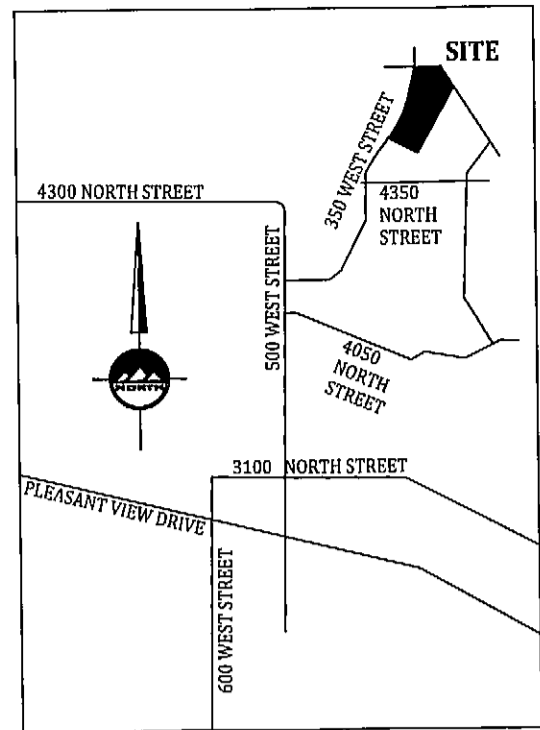 SITE
350 WEST STREET
4300 NORTH STREET
4350
NORTH
STREET
500 WEST STREET
4050
NORTH
STREET
NORTH
3100 NORTH STREET
PLEASANT VIEW DRIVE
600 WEST STREET